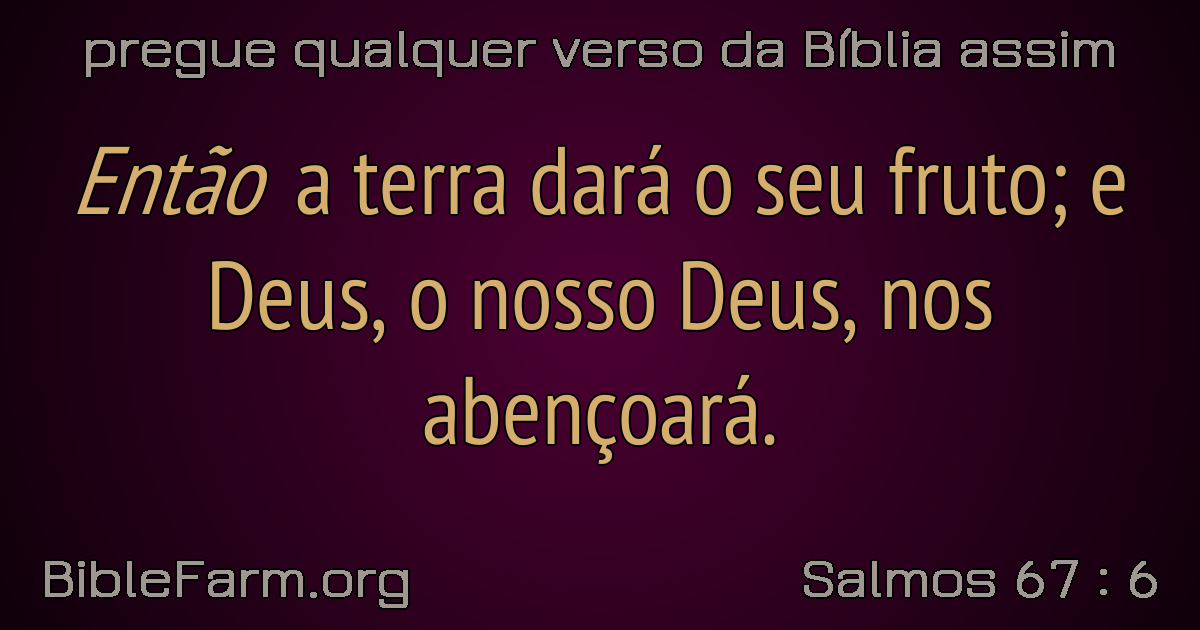 pregue qualquer verso da Bíblia assim
Então a terra dará o seu fruto; e
Deus, o nosso Deus, nos
abençoará.
BibleFarm.org
Salmos 67 : 6